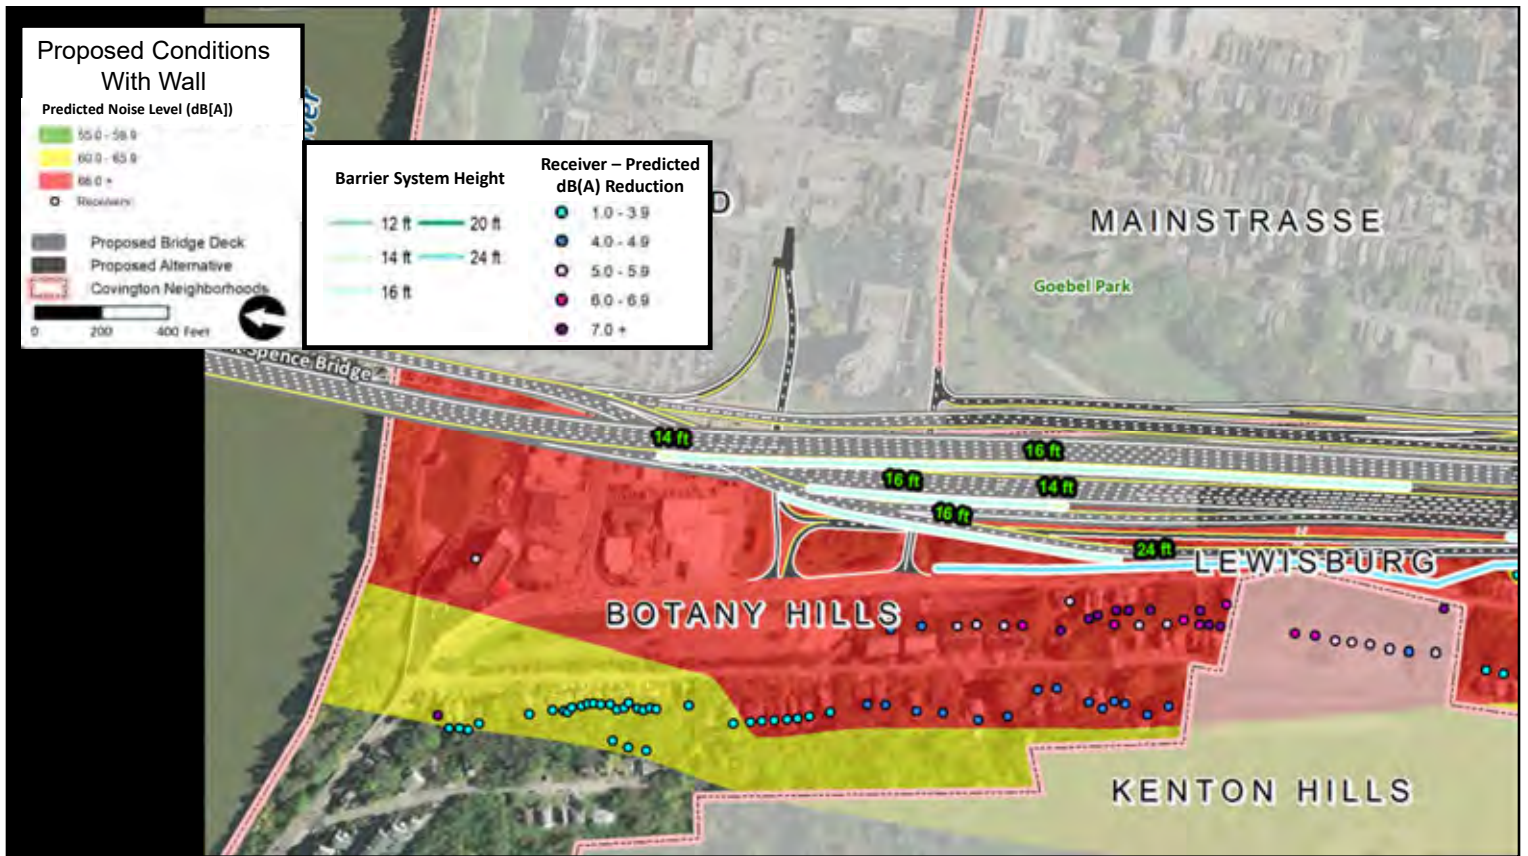 Proposed Conditions
With Wall
Predicted Noise Level (dB[A])
55.0 - 59.9
60.0 - 65.9
66.0 +
Receivers
Proposed Bridge Deck
Proposed Alternative
Covington Neighborhoods
0 200 400 Feet
Barrier System Height
12 ft 20 ft
14 ft 24 ft
16 ft
Receiver – Predicted
dB(A) Reduction
1.0 - 3.9
4.0 - 4.9
5.0 - 5.9
6.0 - 6.9
7.0 +
D
MAINSTRASSE
Goebel Park
Spence Bridge
14 ft
16 ft
16 ft
14 ft
16 ft
24 ft
LEWISBURG
BOTANY HILLS
KENTON HILLS